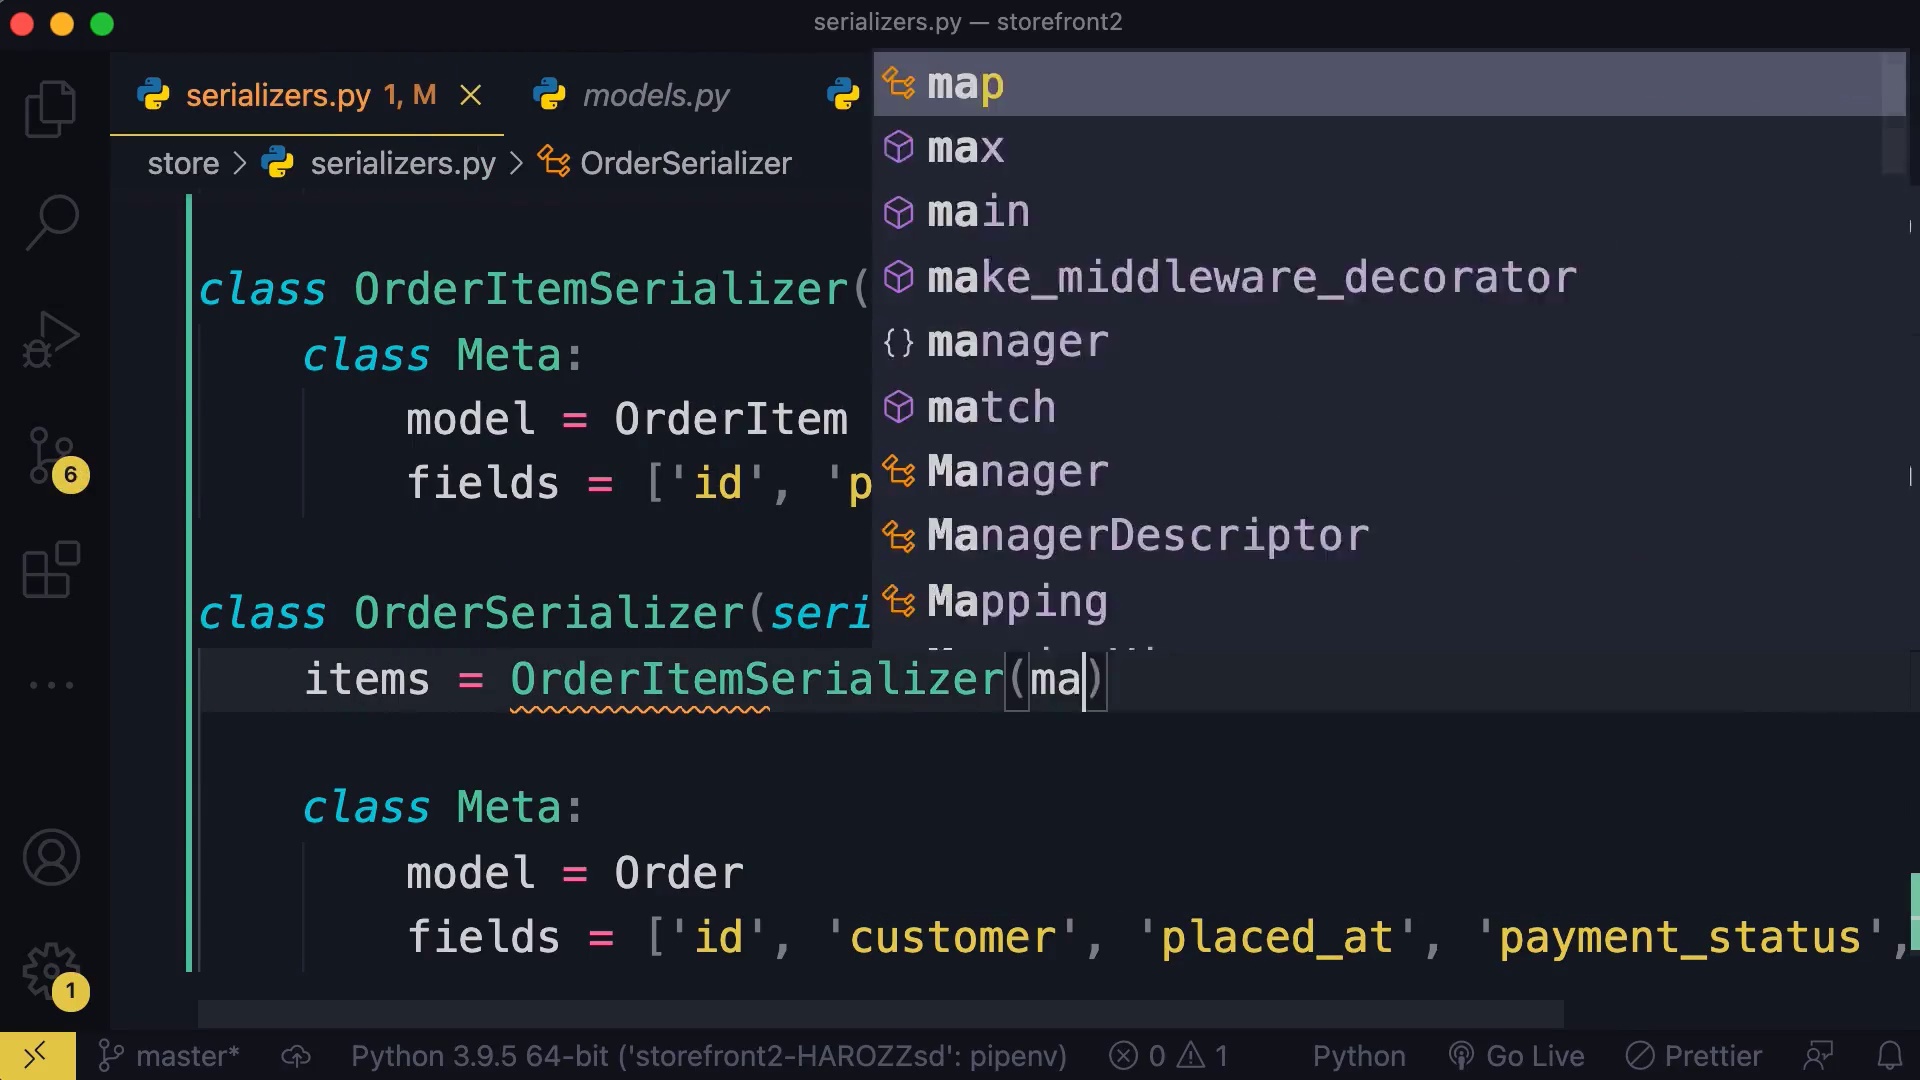 serializers.py — storefront2
serializers.py 1, M
models.py
store > serializers.py > OrderSerializer
map
max
main
make_middleware_decorator
manager
match
Manager
ManagerDescriptor
Mapping
class OrderItemSerializer(
class Meta:
model = OrderItem
fields = ['id', 'p
class OrderSerializer(seri
items = OrderItemSerializer(ma)
class Meta:
model = Order
fields = ['id', 'customer', 'placed_at', 'payment_status',
6
1
master* Python 3.9.5 64-bit ('storefront2-HAROZZsd': pipenv) 0 1 Python Go Live Prettier